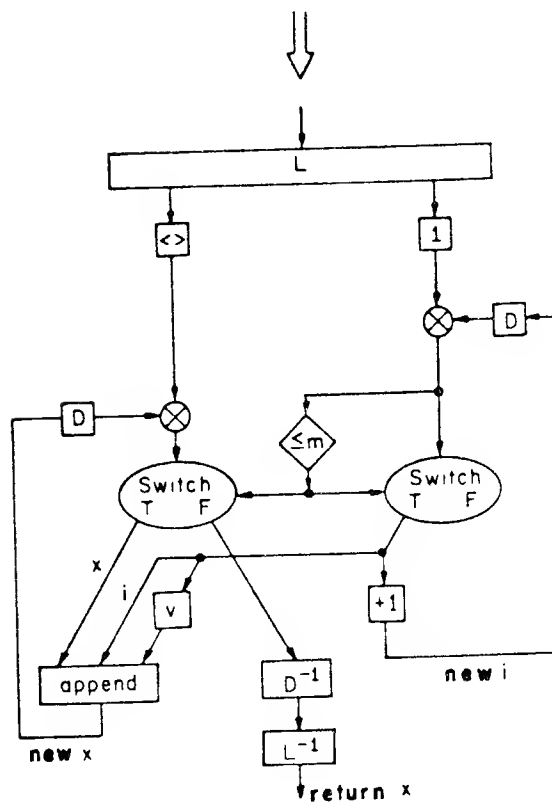 L
<>
1
D
D
≤m
Switch
T F
Switch
T F
x
i
v
+1
append
D⁻¹
new i
new x
L⁻¹
return x